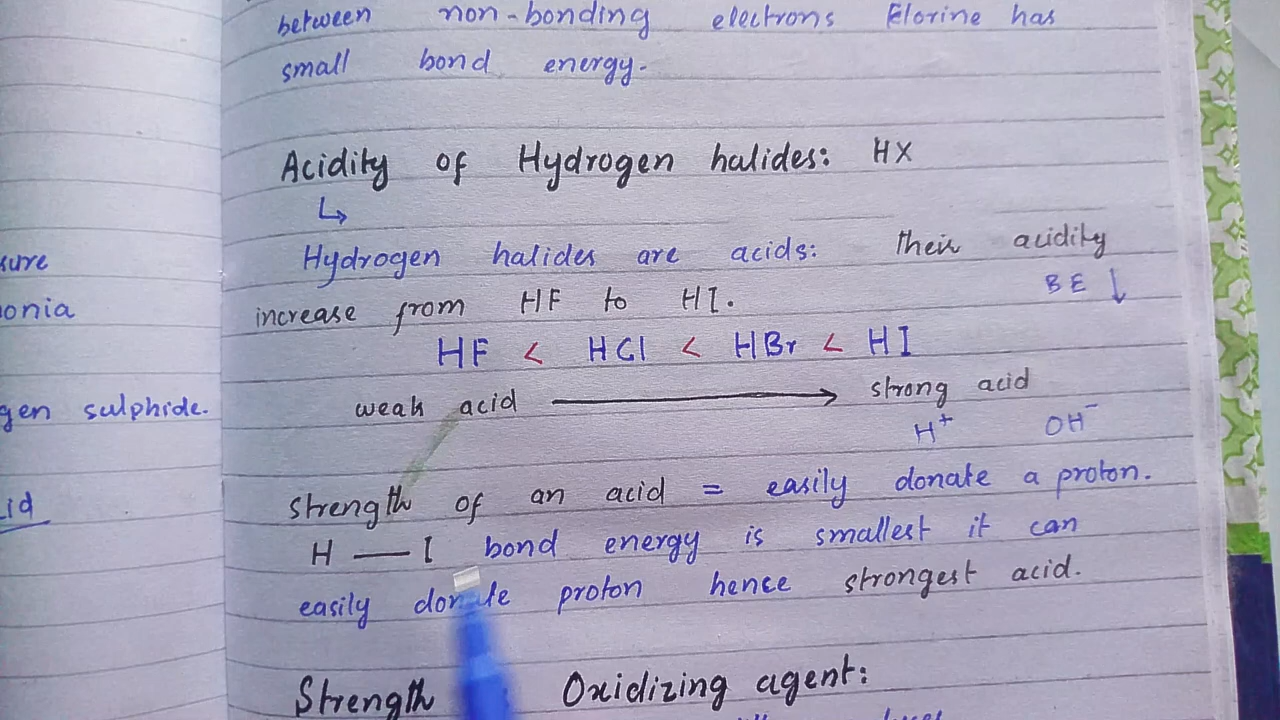 between non-bonding electrons Florine has
small bond energy.
Acidity of Hydrogen halides: HX
↳
Hydrogen halides are acids: Their acidity
BE ↓
increase from HF to HI.
HF < HCl < HBr < HI
weak acid → strong acid
H⁺ OH⁻
strength of an acid = easily donate a proton.
H — I bond energy is smallest it can
easily donate proton hence strongest acid.
Strength Oxidizing agent:
sure
onia
gen sulphide.